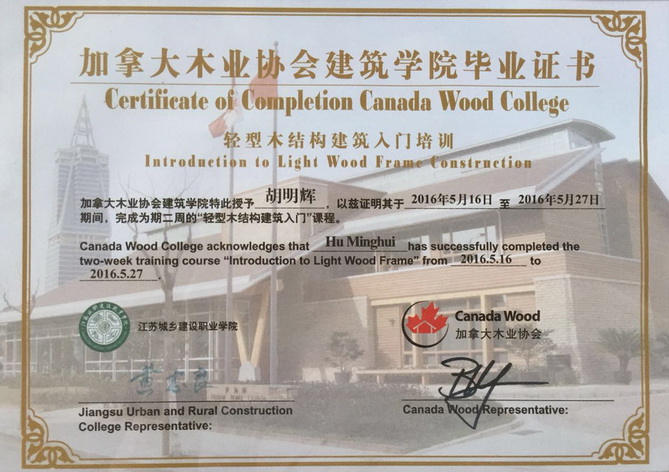 加拿大木业协会建筑学院毕业证书
Certificate of Completion Canada Wood College
轻型木结构建筑入门培训
Introduction to Light Wood Frame Construction
加拿大木业协会建筑学院特此授予 胡明辉 ，以兹证明其于 2016年5月16日 至 2016年5月27日
期间，完成为期二周的“轻型木结构建筑入门”课程。
Canada Wood College acknowledges that Hu Minghui has successfully completed the
two-week training course “Introduction to Light Wood Frame” from 2016.5.16 to
2016.5.27.
江苏城乡建设职业学院
Canada Wood
加拿大木业协会
黄志良
Jiangsu Urban and Rural Construction
College Representative:
Canada Wood Representative: